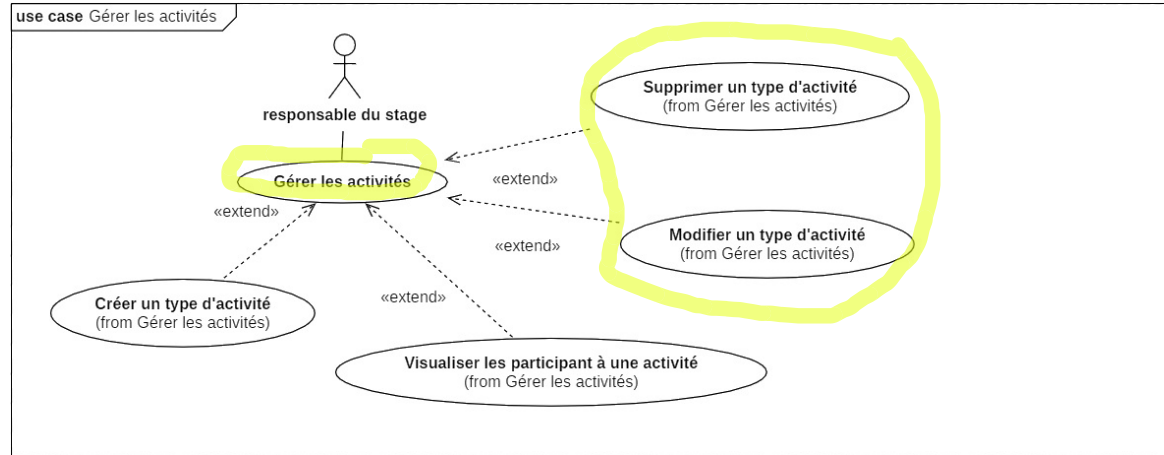 use case Gérer les activités
responsable du stage
Supprimer un type d'activité
(from Gérer les activités)
Gérer les activités
«extend»
«extend»
Modifier un type d'activité
(from Gérer les activités)
«extend»
Créer un type d'activité
(from Gérer les activités)
«extend»
Visualiser les participant à une activité
(from Gérer les activités)